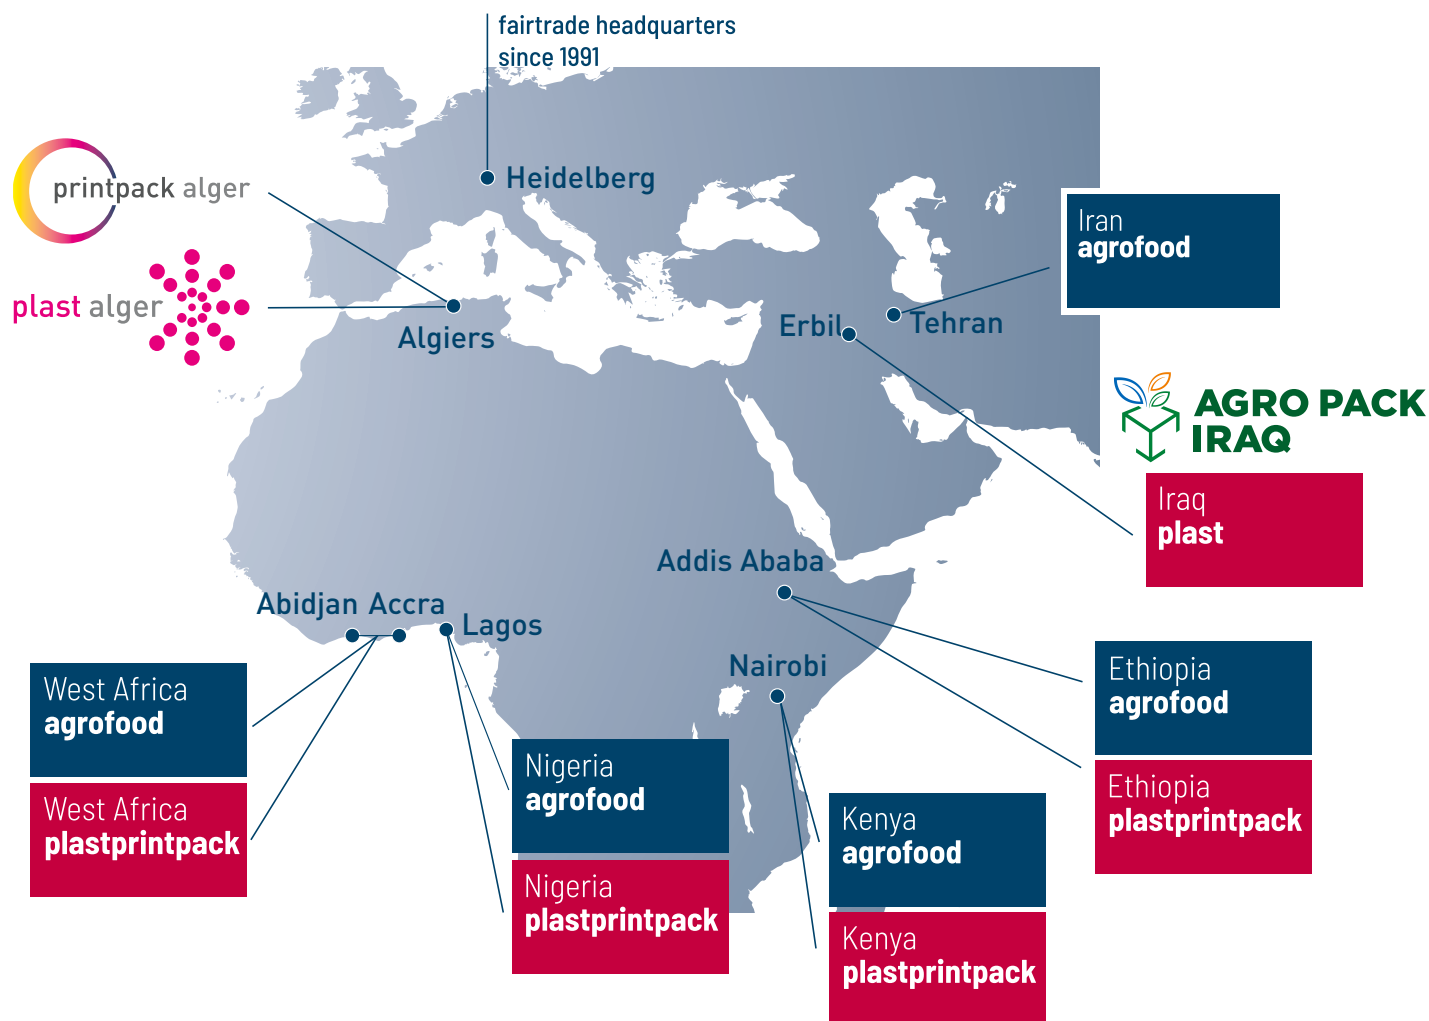 fairtrade headquarters
since 1991
Heidelberg
printpack alger
plast alger
Algiers
Erbil
Tehran
Iran
agrofood
AGRO PACK
IRAQ
Iraq
plast
Addis Ababa
Abidjan
Accra
Lagos
Nairobi
West Africa
agrofood
West Africa
plastprintpack
Nigeria
agrofood
Nigeria
plastprintpack
Kenya
agrofood
Kenya
plastprintpack
Ethiopia
agrofood
Ethiopia
plastprintpack